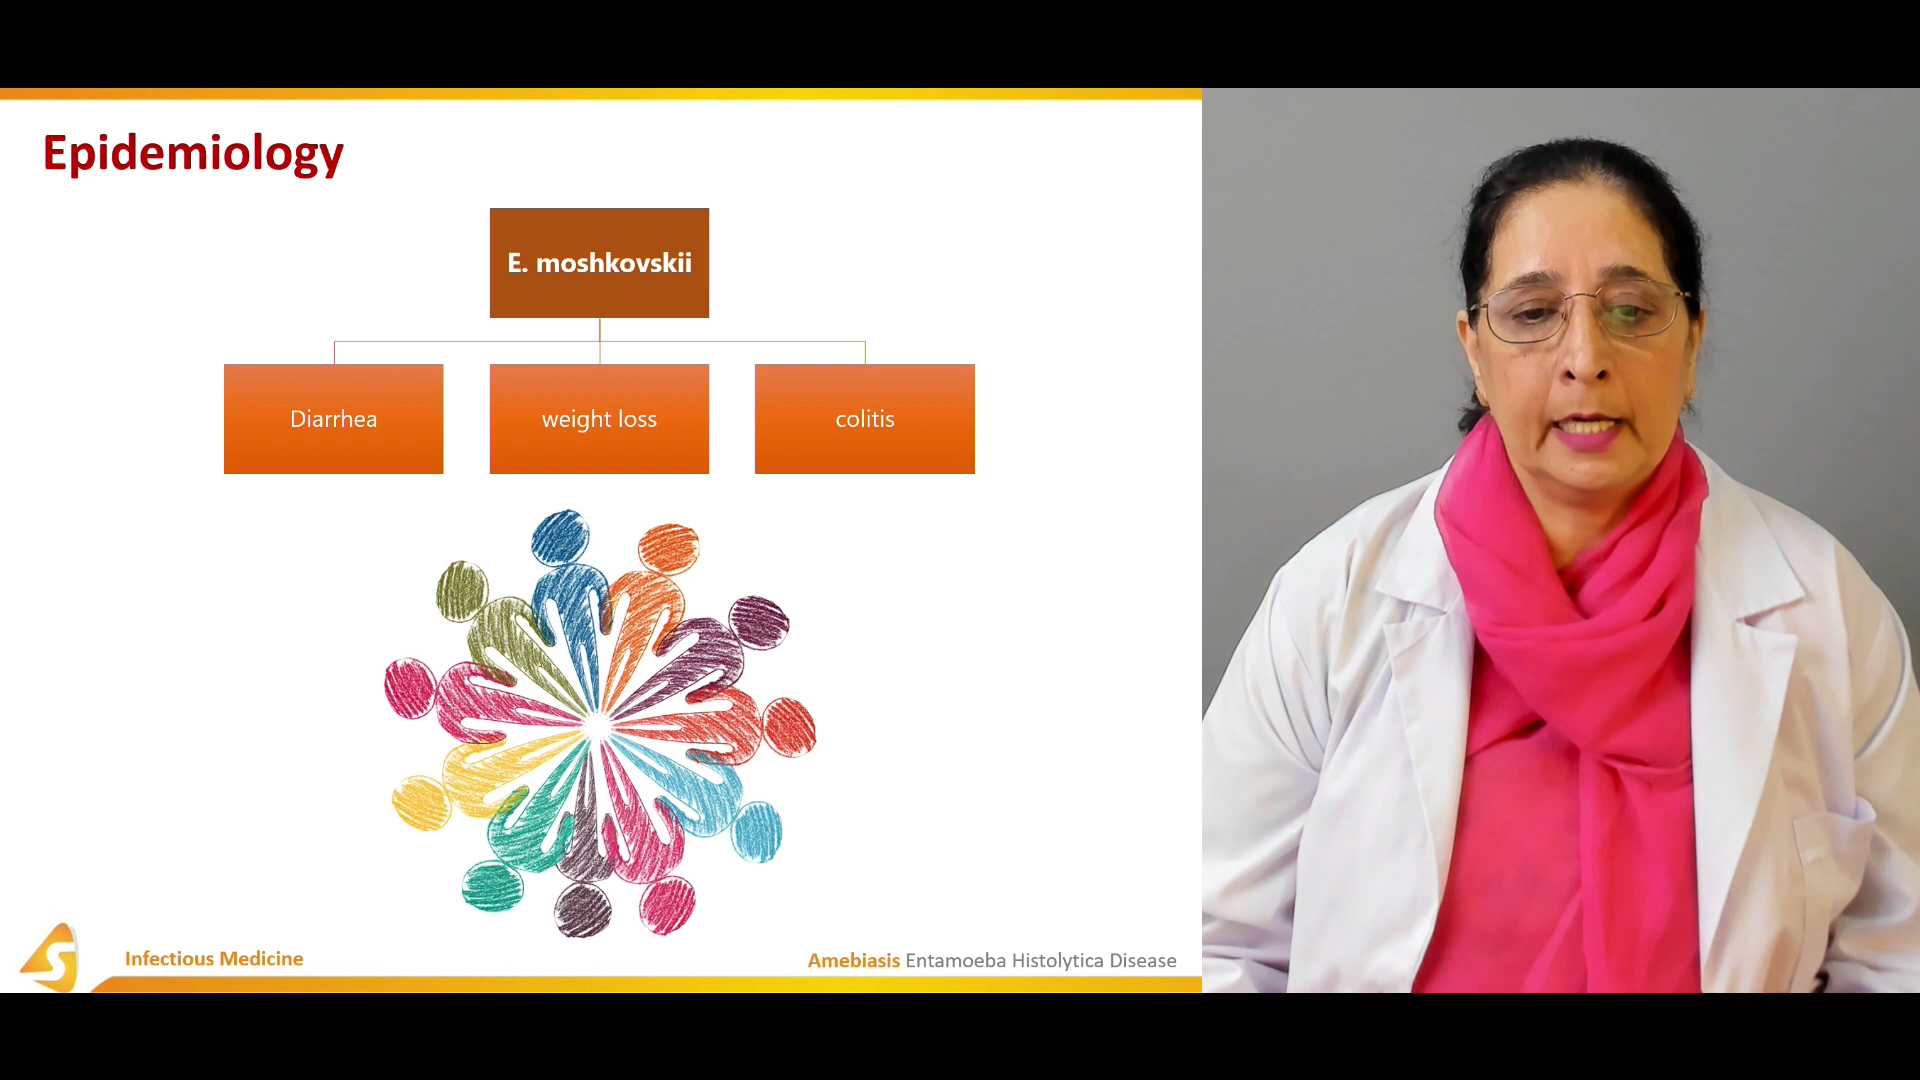 Epidemiology
E. moshkovskii
Diarrhea
weight loss
colitis
S
Infectious Medicine
Amebiasis Entamoeba Histolytica Disease